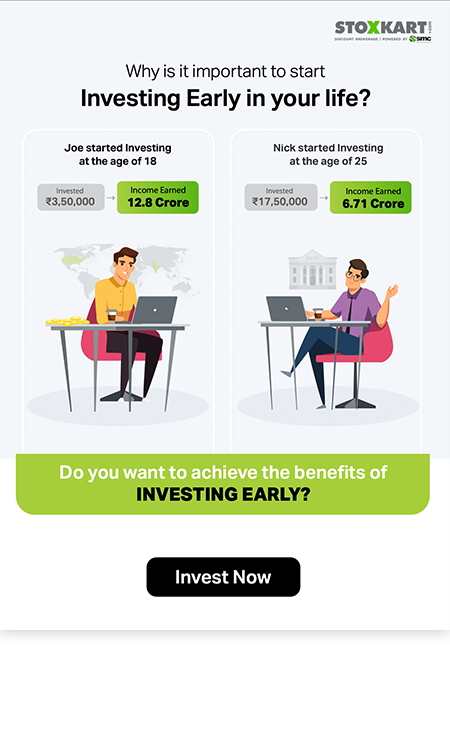 STOXKART.com
DISCOUNT BROKERAGE | POWERED BY smc
Why is it important to start
Investing Early in your life?
Joe started Investing
at the age of 18
Invested
₹3,50,000
Income Earned
12.8 Crore
Nick started Investing
at the age of 25
Invested
₹17,50,000
Income Earned
6.71 Crore
Do you want to achieve the benefits of
INVESTING EARLY?
Invest Now